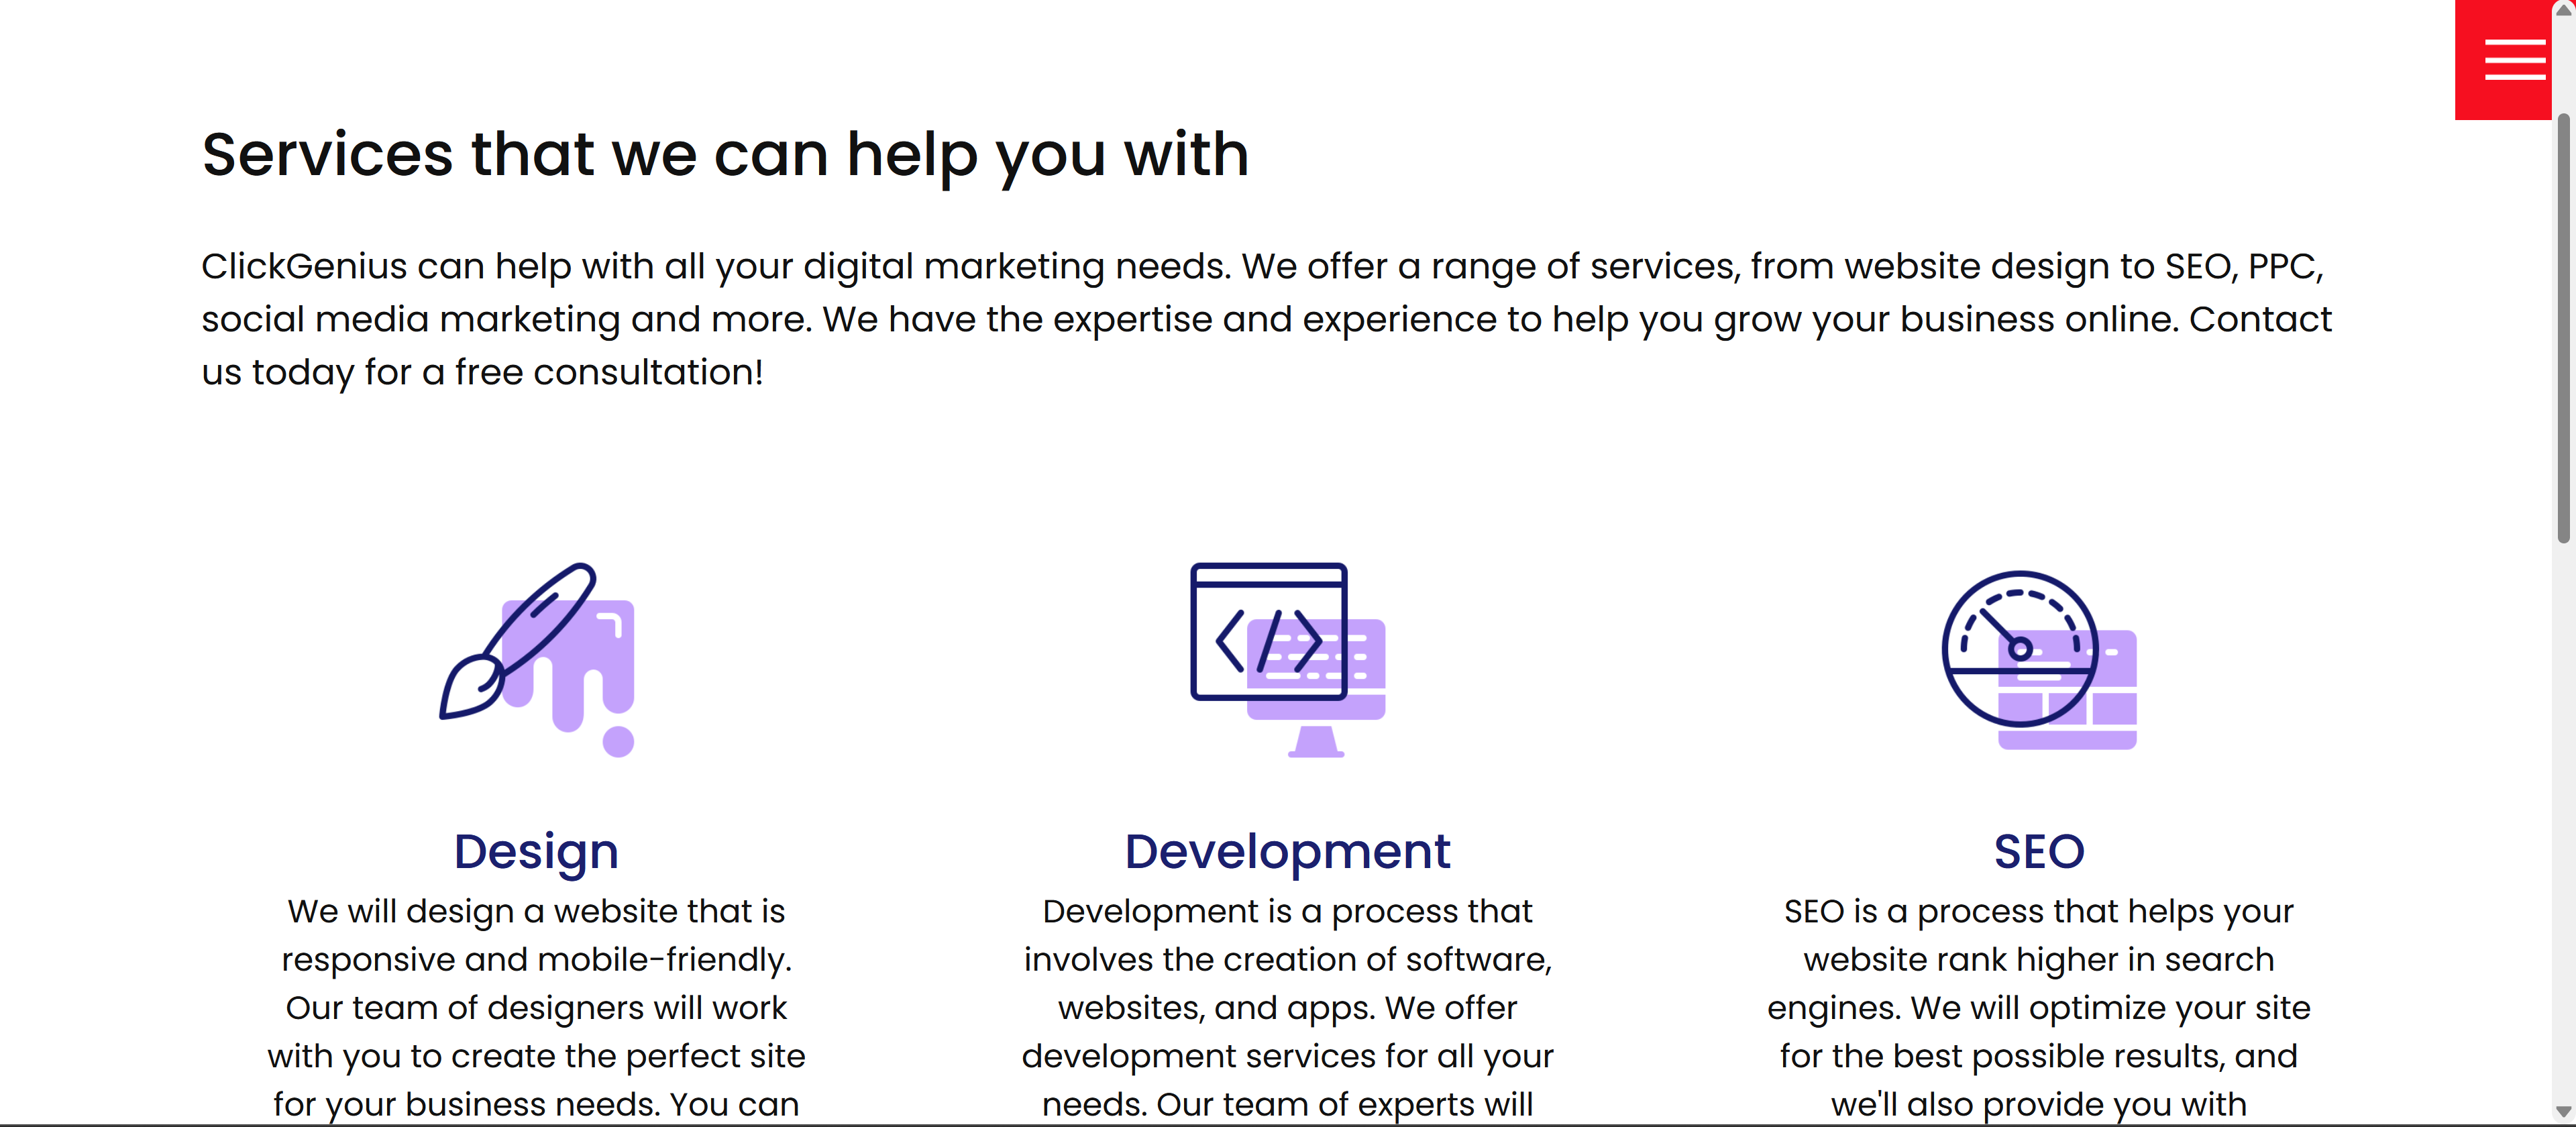 Services that we can help you with
ClickGenius can help with all your digital marketing needs. We offer a range of services, from website design to SEO, PPC,
social media marketing and more. We have the expertise and experience to help you grow your business online. Contact
us today for a free consultation!
Design
We will design a website that is
responsive and mobile-friendly.
Our team of designers will work
with you to create the perfect site
for your business needs. You can
Development
Development is a process that
involves the creation of software,
websites, and apps. We offer
development services for all your
needs. Our team of experts will
SEO
SEO is a process that helps your
website rank higher in search
engines. We will optimize your site
for the best possible results, and
we'll also provide you with